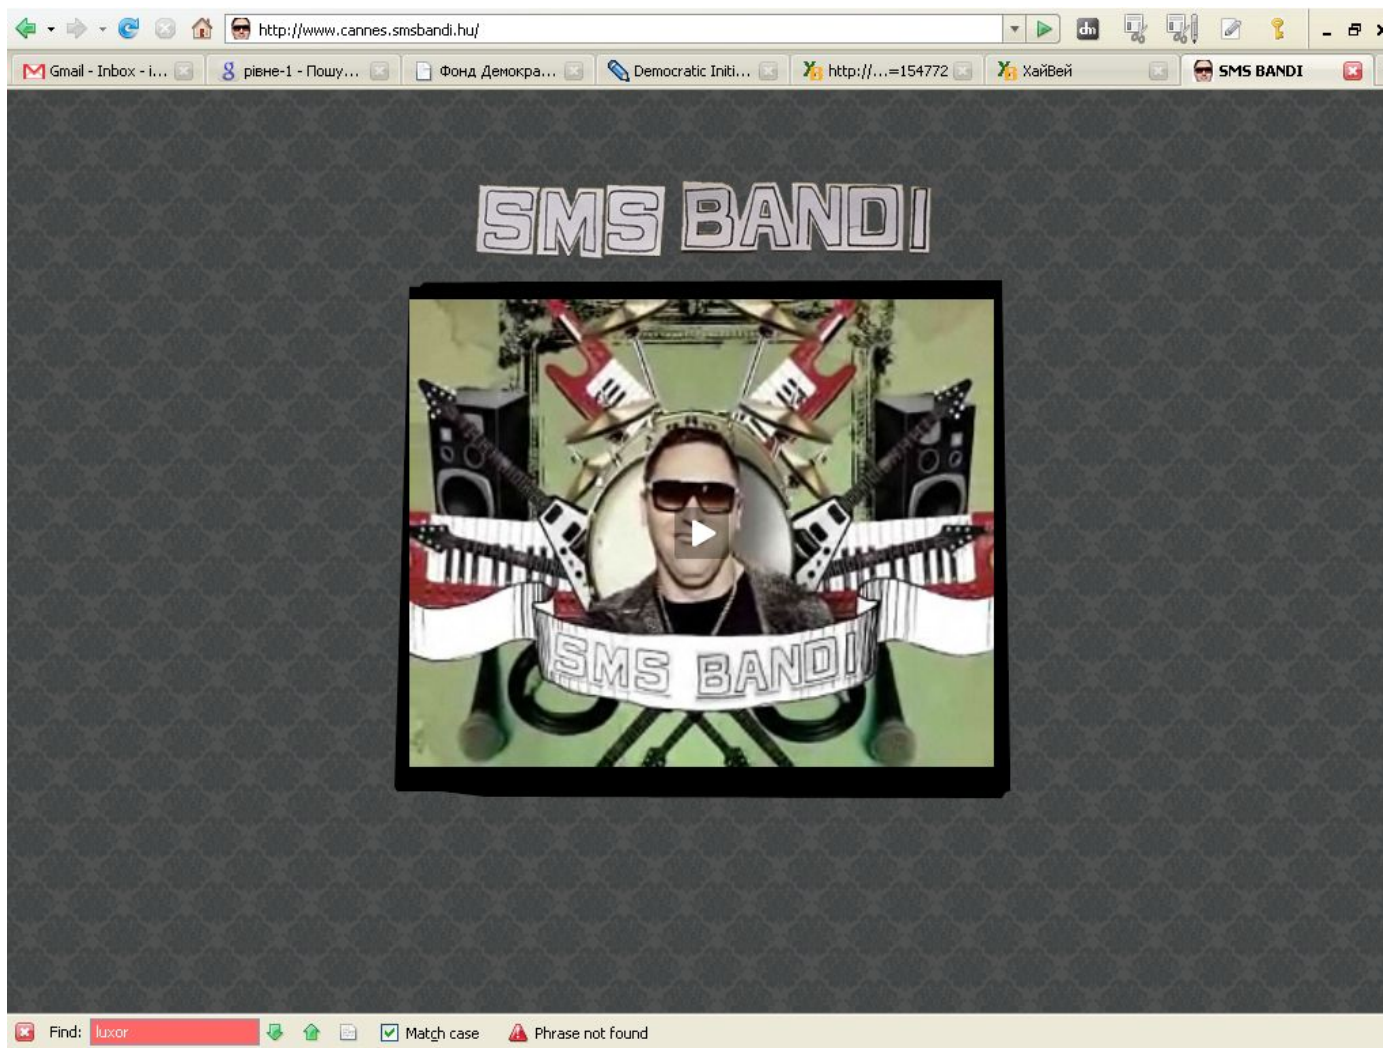 http://www.cannes.smsbandi.hu/
Gmail - Inbox - i...
рівне-1 - Пошу...
Фонд Демокра...
Democratic Initi...
http://...=154772
ХайВей
SMS BANDI
SMS BANDI
SMS BANDI
Find: luxor
Match case
Phrase not found